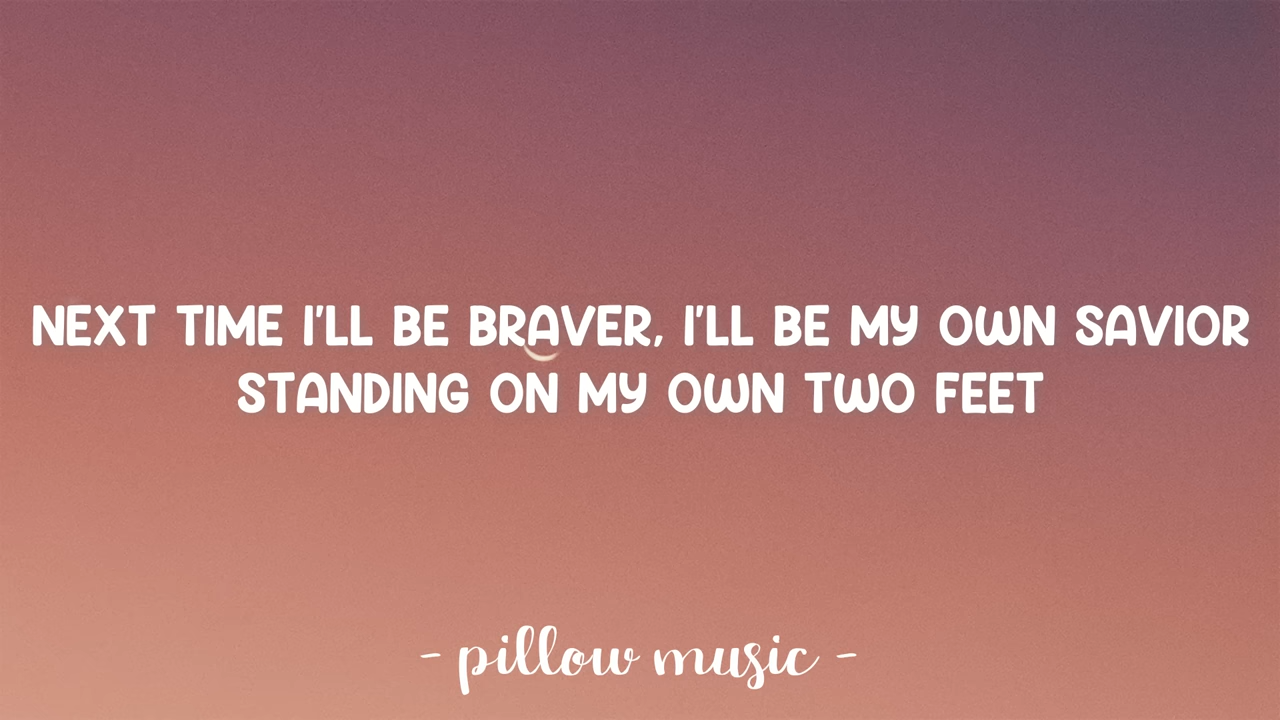 NEXT TIME I'LL BE BRAVER, I'LL BE MY OWN SAVIOR
STANDING ON MY OWN TWO FEET
- pillow music -